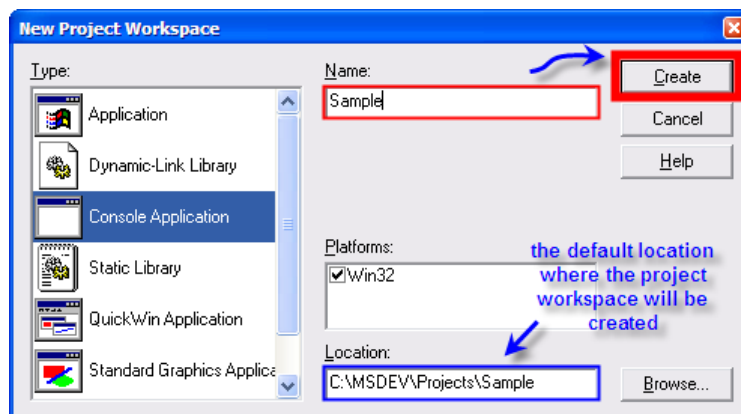 New Project Workspace
Type:
Application
Dynamic-Link Library
Console Application
Static Library
QuickWin Application
Standard Graphics Applica
Name:
Sample
Platforms:
Win32
the default location
where the project
workspace will be
created
Location:
C:\MSDEV\Projects\Sample
Create
Cancel
Help
Browse...